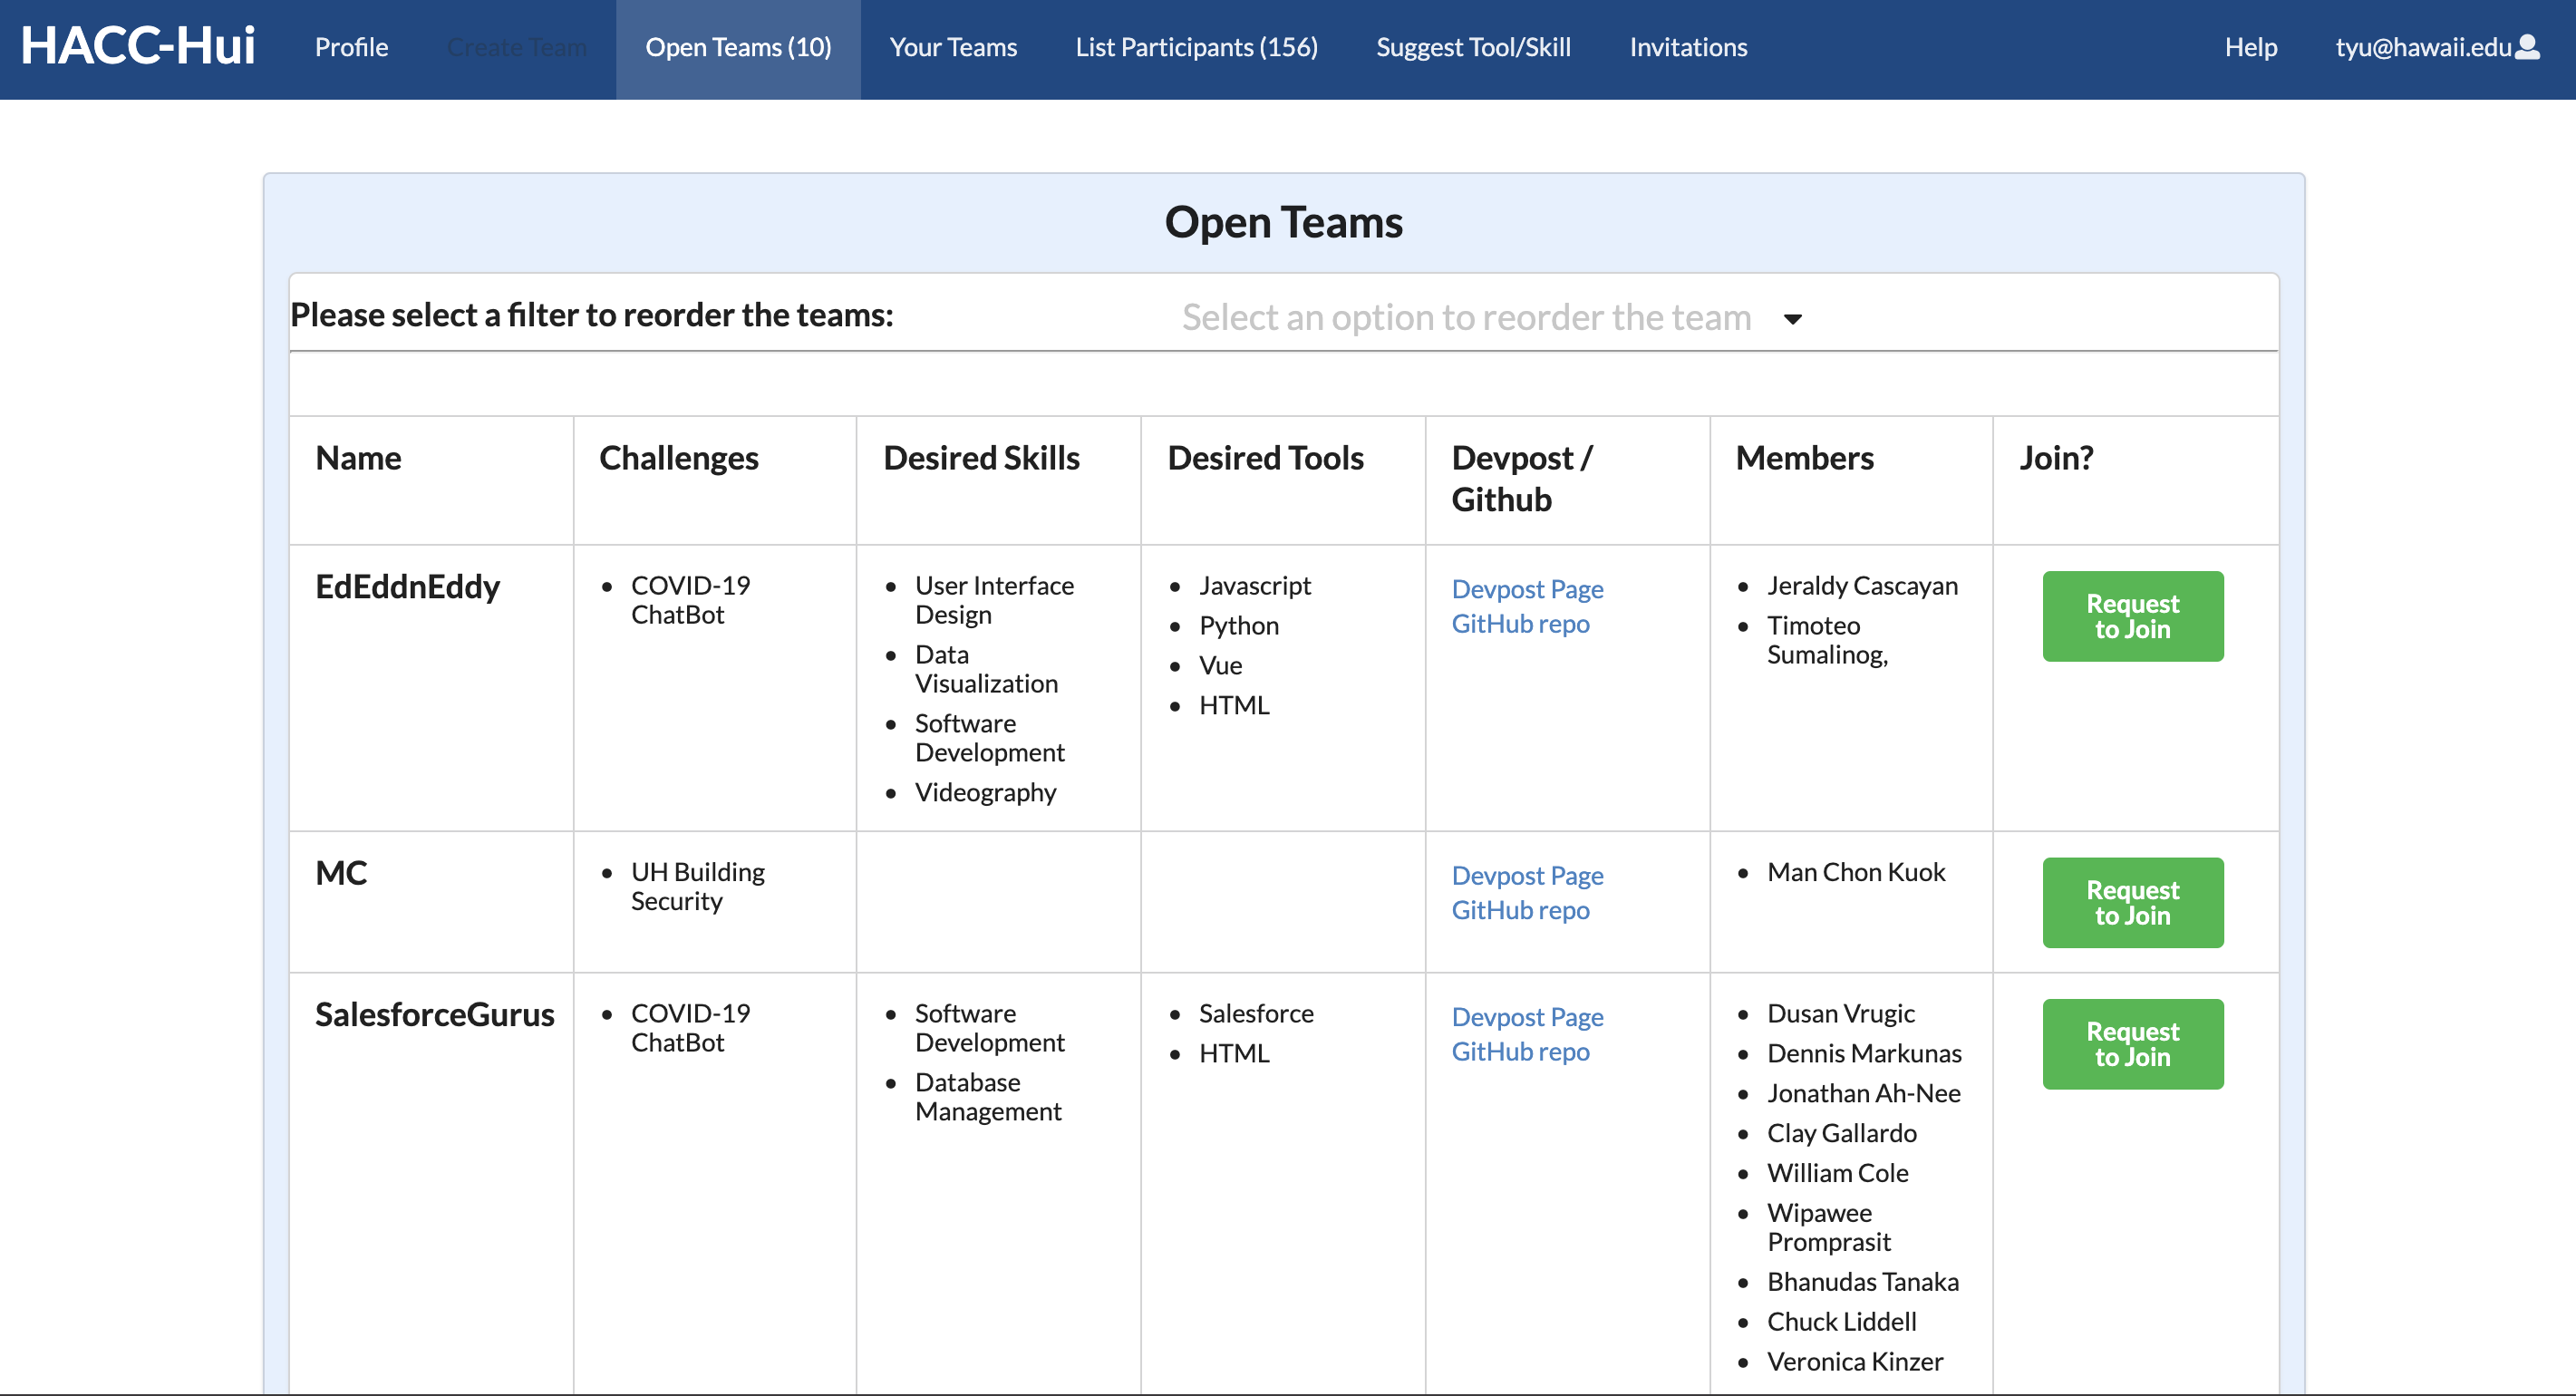 HACC-Hui Profile Create Team Open Teams (10) Your Teams List Participants (156) Suggest Tool/Skill Invitations Help tyu@hawaii.edu
Open Teams
Please select a filter to reorder the teams: Select an option to reorder the team
Name Challenges Desired Skills Desired Tools Devpost / Github Members Join?
EdEddnEddy
COVID-19
ChatBot
User Interface
Design
Data
Visualization
Software
Development
Videography
Javascript
Python
Vue
HTML
Devpost Page
GitHub repo
Jeraldy Cascayan
Timoteo
Sumalinog,
Request
to Join
MC
UH Building
Security
Devpost Page
GitHub repo
Man Chon Kuok
Request
to Join
SalesforceGurus
COVID-19
ChatBot
Software
Development
Database
Management
Salesforce
HTML
Devpost Page
GitHub repo
Dusan Vrugic
Dennis Markunas
Jonathan Ah-Nee
Clay Gallardo
William Cole
Wipawee
Promprasit
Bhanudas Tanaka
Chuck Liddell
Veronica Kinzer
Request
to Join